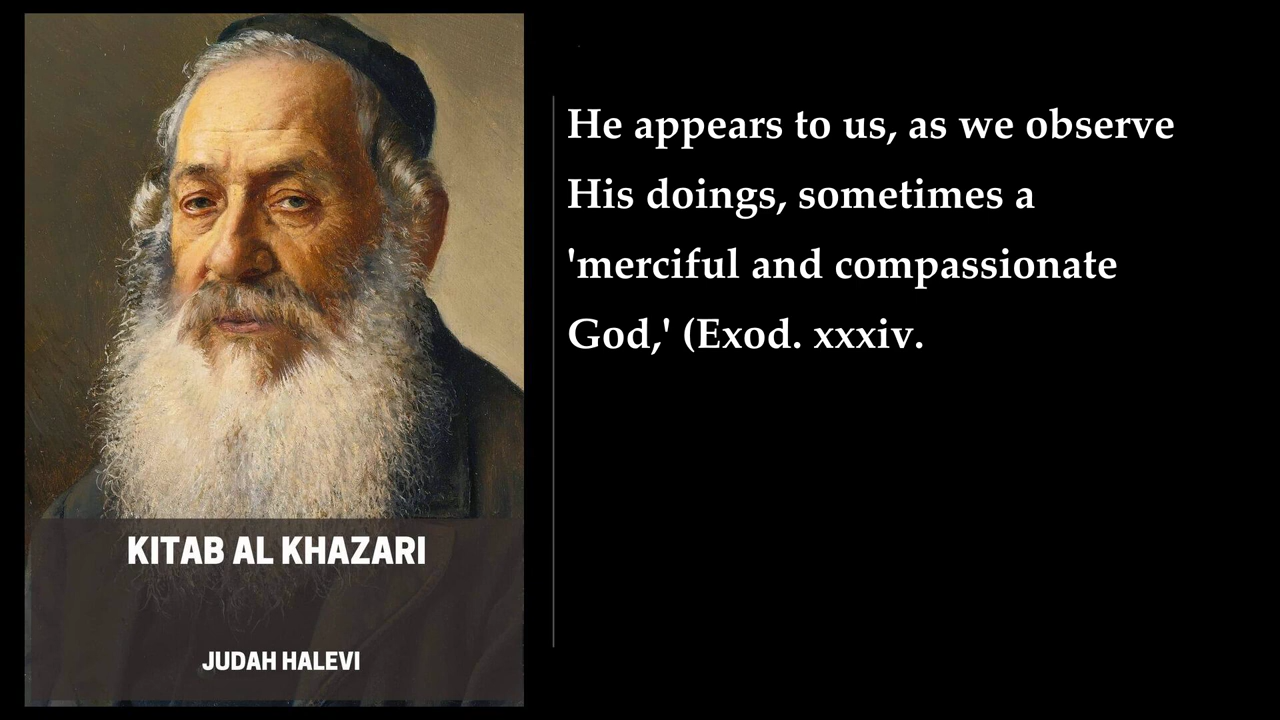 KITAB AL KHAZARI
JUDAH HALEVI
He appears to us, as we observe
His doings, sometimes a
'merciful and compassionate
God,' (Exod. xxxiv.